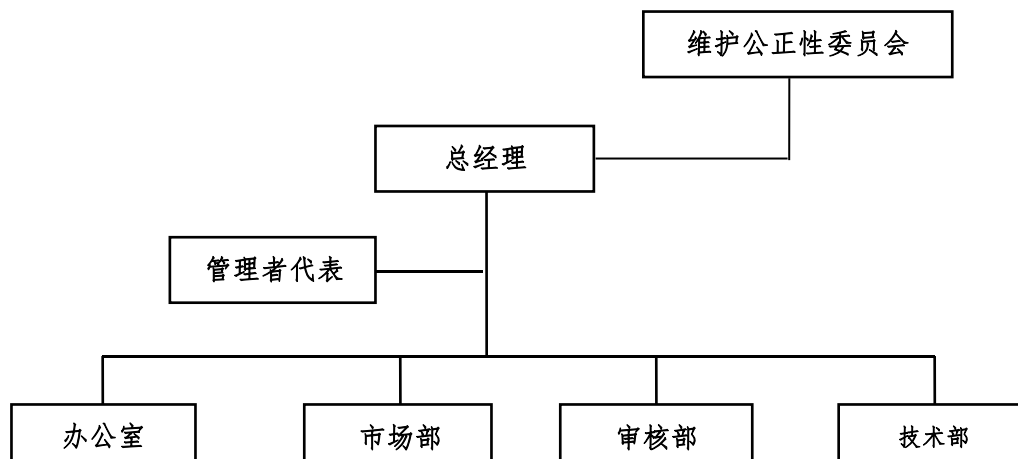 维护公正性委员会
总经理
管理者代表
办公室
市场部
审核部
技术部